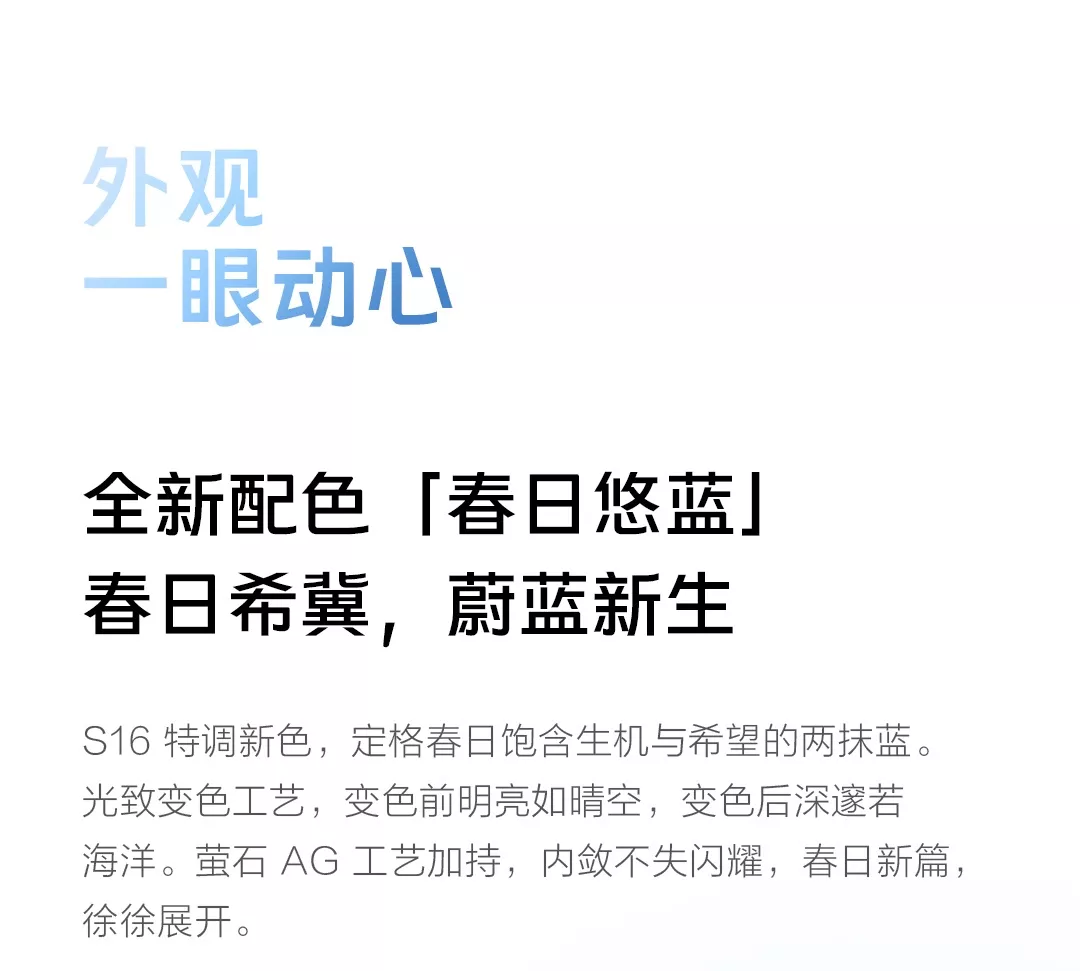 外观
一眼动心
全新配色「春日悠蓝」
春日希冀，蔚蓝新生
S16 特调新色，定格春日饱含生机与希望的两抹蓝。
光致变色工艺，变色前明亮如晴空，变色后深邃若
海洋。萤石 AG 工艺加持，内敛不失闪耀，春日新篇，
徐徐展开。